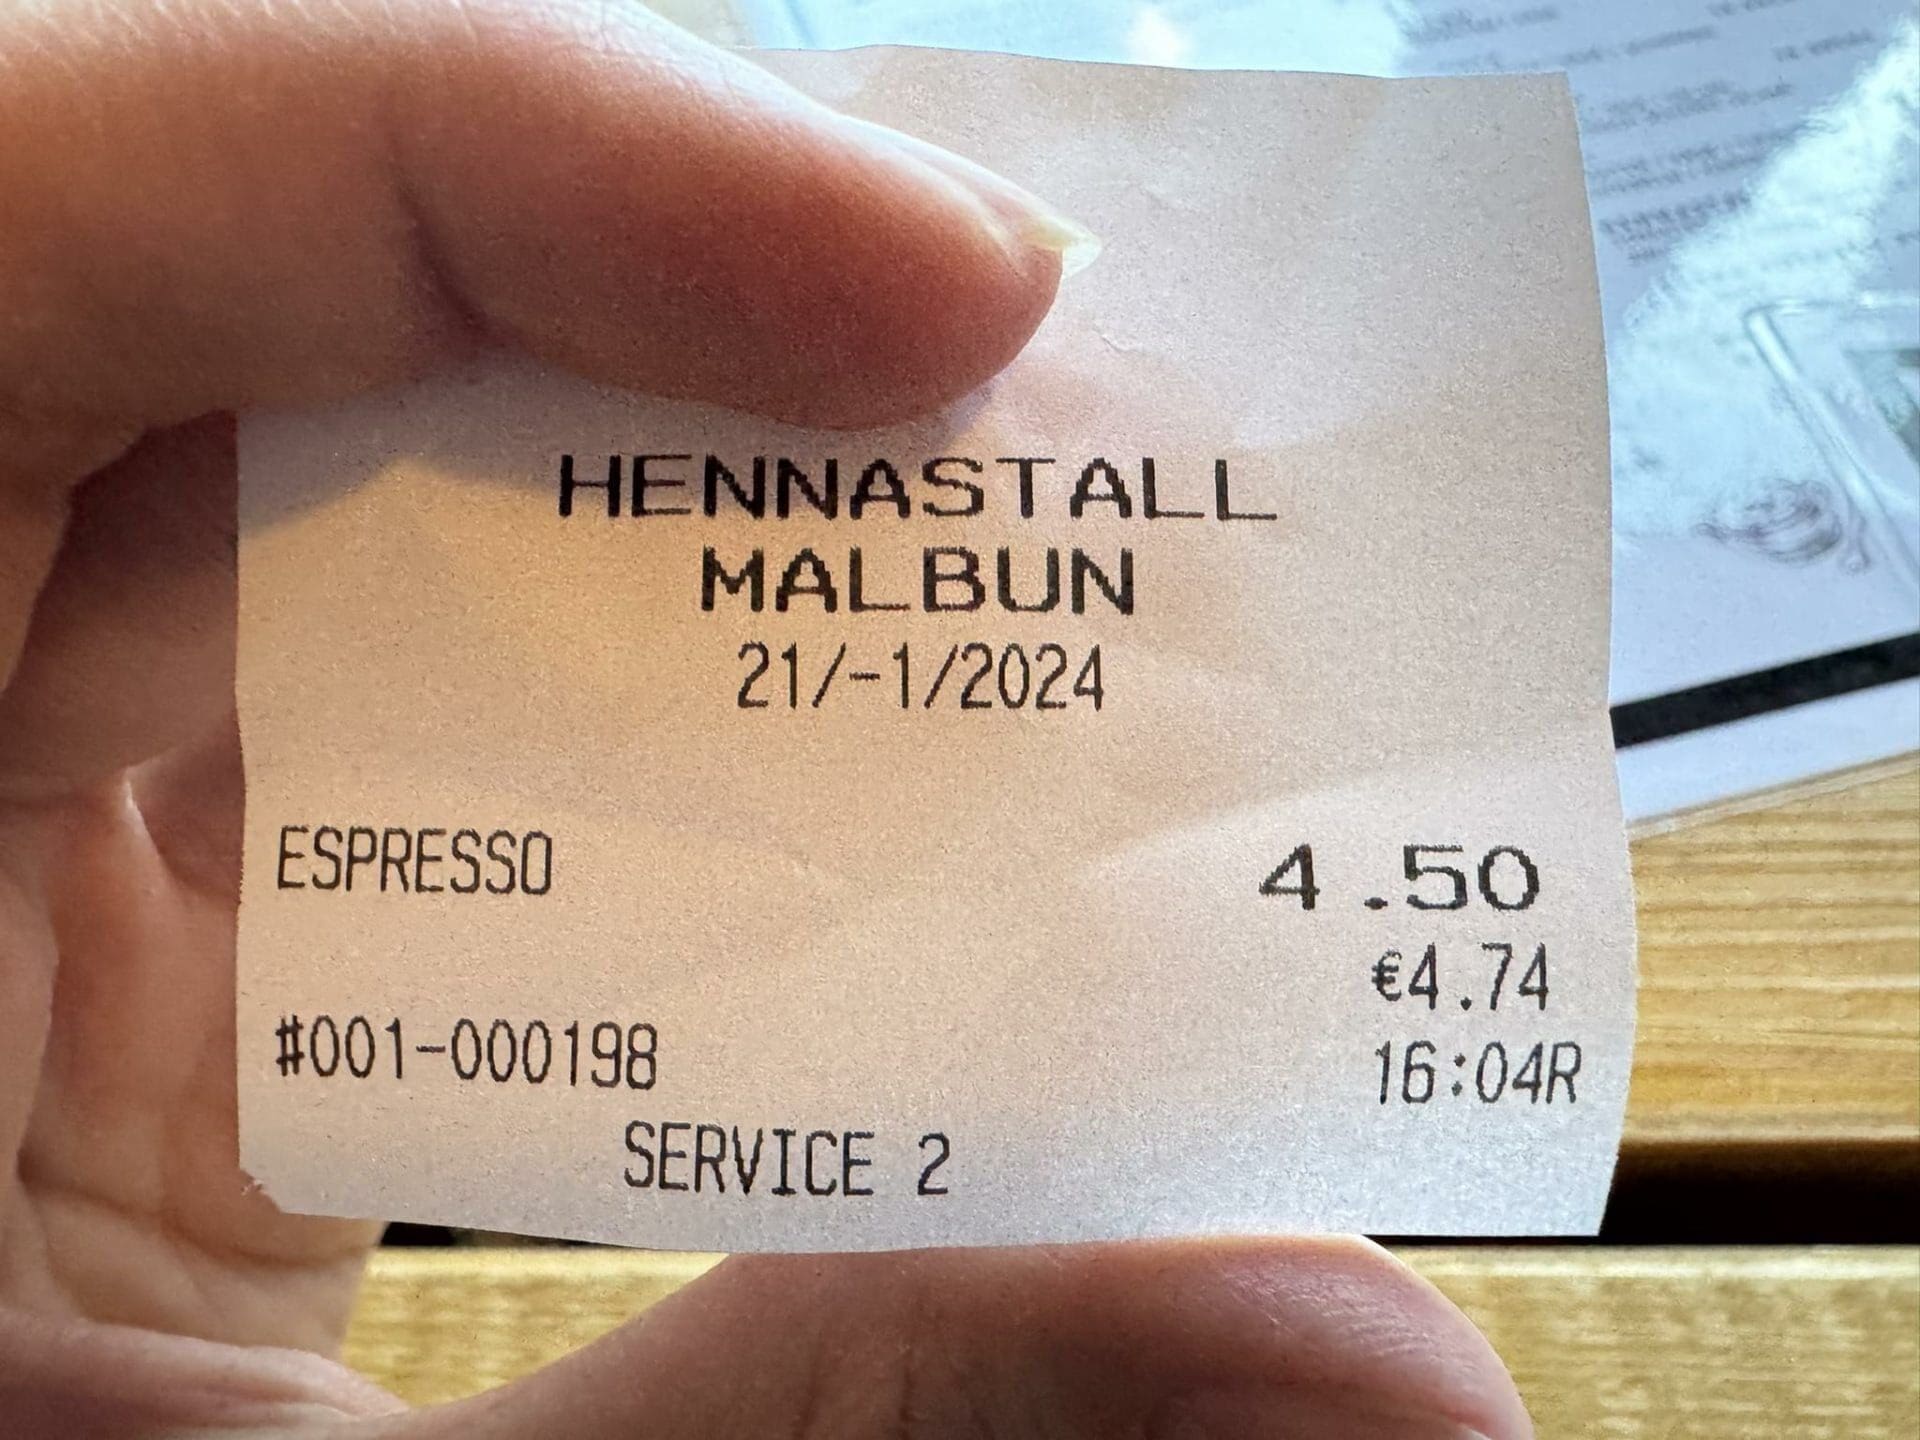 HENNASTALL
MALBUN
21/-1/2024
ESPRESSO 4.50
€4.74
#001-000198 16:04R
SERVICE 2